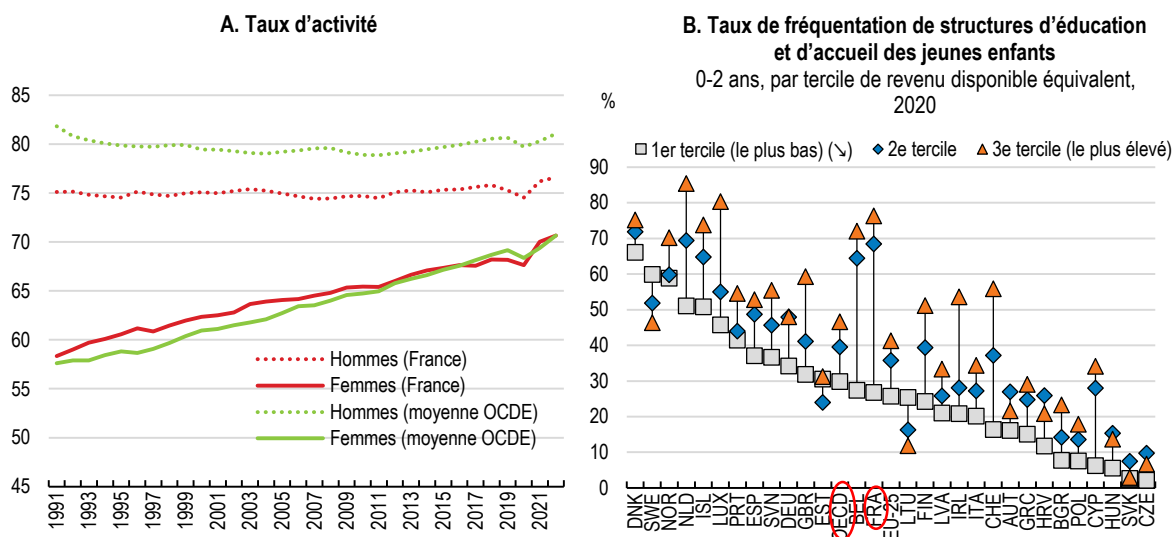 A. Taux d'activité
85
80
75
70
65
60
55
50
45
Hommes (France)
Femmes (France)
Hommes (moyenne OCDE)
Femmes (moyenne OCDE)
1991
1993
1995
1997
1999
2001
2003
2005
2007
2009
2011
2013
2015
2017
2019
2021
B. Taux de fréquentation de structures d'éducation
et d'accueil des jeunes enfants
0-2 ans, par tercile de revenu disponible équivalent,
2020
%
1er tercile (le plus bas) (↘)
2e tercile
3e tercile (le plus élevé)
90
80
70
60
50
40
30
20
10
0
DNK
SWE
NOR
NLD
ISL
LUX
PRT
ESP
SVN
DEU
GBR
EST
BEL
FRA
LTU
FIN
LVA
IRL
ITA
CHE
AUT
GRC
HRV
BGR
POL
CYP
HUN
SVK
CZE